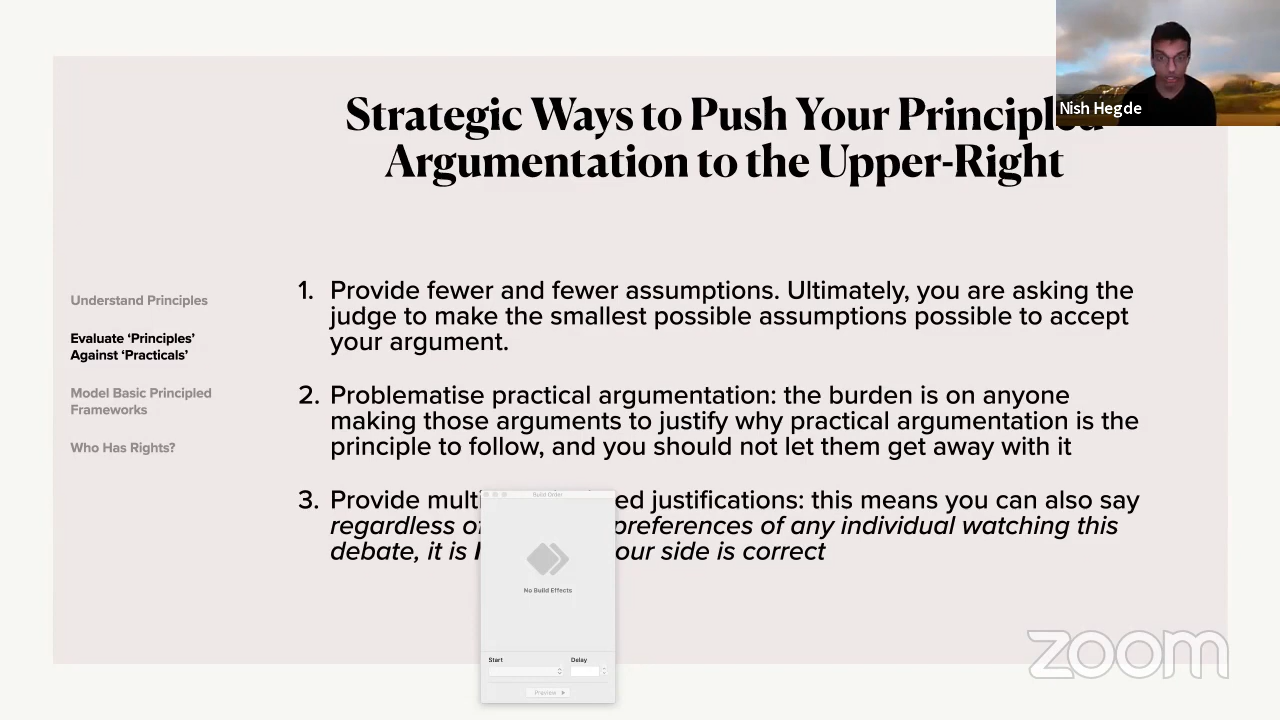 Strategic Ways to Push Your Principled
Argumentation to the Upper-Right
Nish Hegde
Understand Principles
Evaluate ‘Principles’
Against ‘Practicals’
Model Basic Principled
Frameworks
Who Has Rights?
1. Provide fewer and fewer assumptions. Ultimately, you are asking the
judge to make the smallest possible assumptions possible to accept
your argument.
2. Problematise practical argumentation: the burden is on anyone
making those arguments to justify why practical argumentation is the
principle to follow, and you should not let them get away with it
3. Provide justifications: this means you can also say
regardless preferences of any individual watching this
debate, it is our side is correct
Build Order
No Build Effects
Start Delay
Preview
zoom